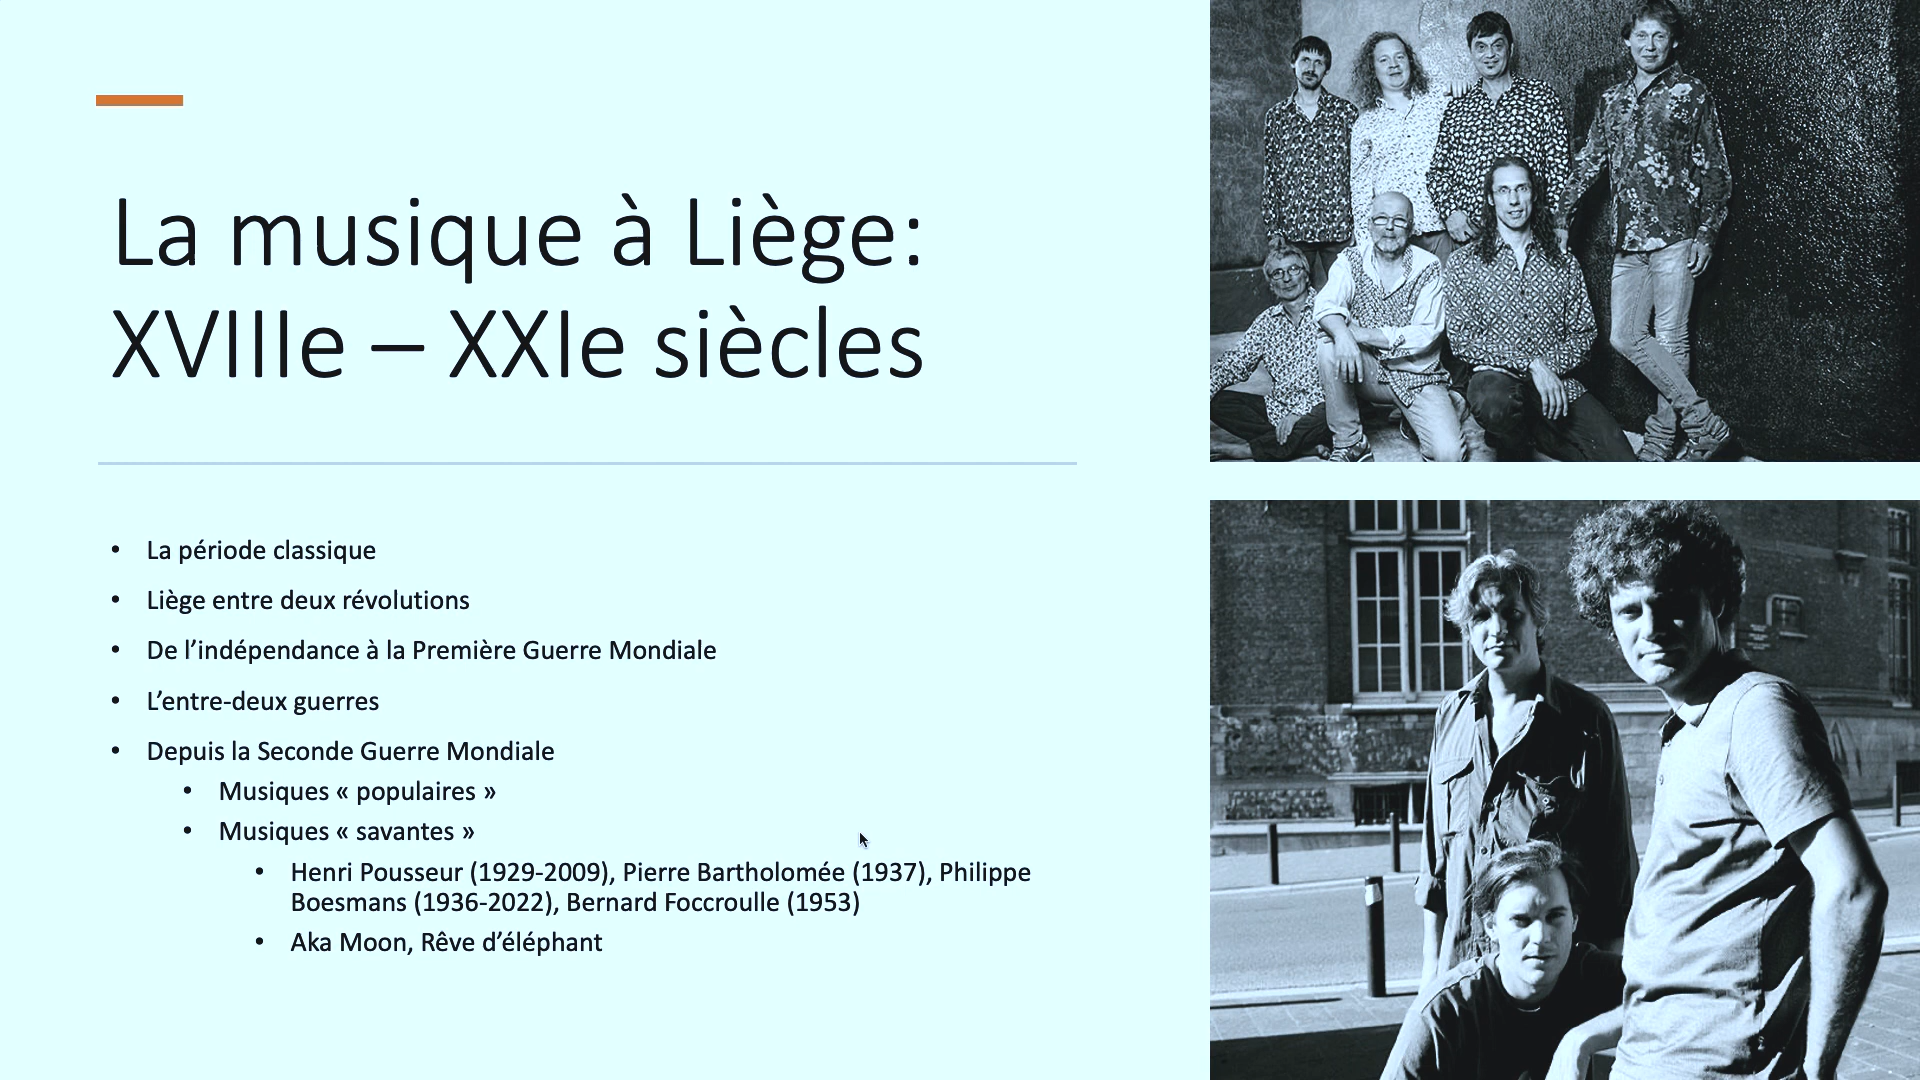 La musique à Liège:
XVIIIe – XXIe siècles
• La période classique
• Liège entre deux révolutions
• De l’indépendance à la Première Guerre Mondiale
• L’entre-deux guerres
• Depuis la Seconde Guerre Mondiale
• Musiques « populaires »
• Musiques « savantes »
• Henri Pousseur (1929-2009), Pierre Bartholomée (1937), Philippe
Boesmans (1936-2022), Bernard Foccroulle (1953)
• Aka Moon, Rêve d’éléphant